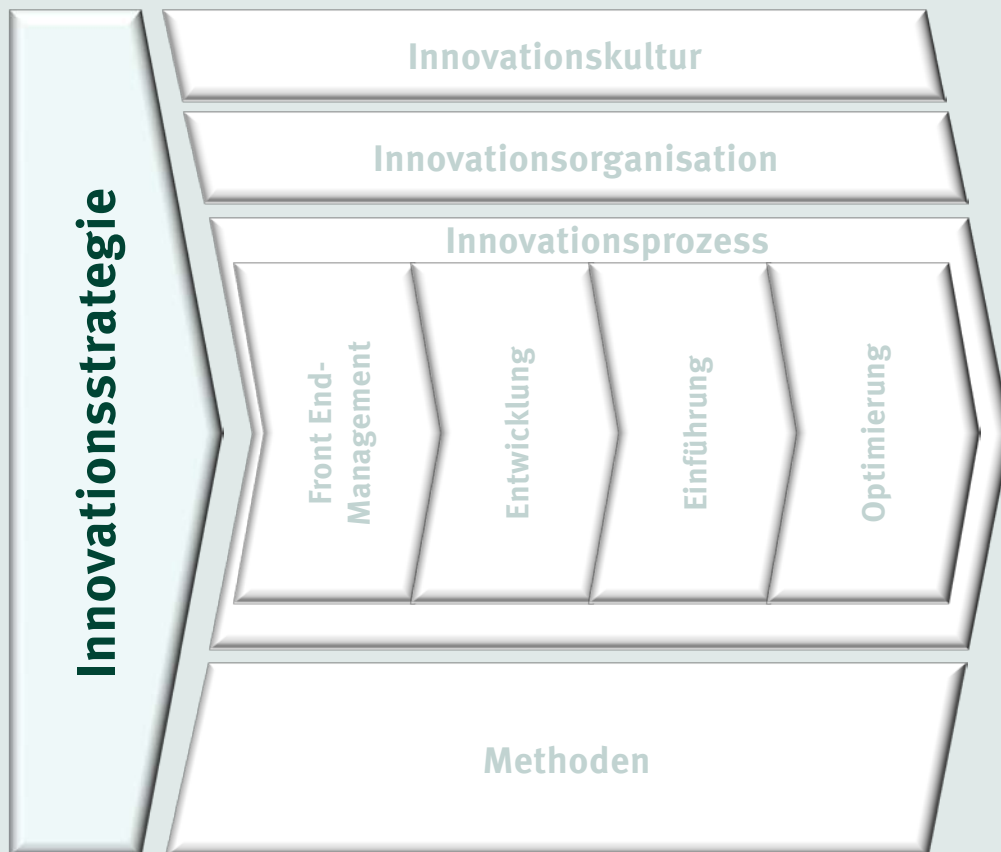 Innovationsstrategie
Innovationskultur
Innovationsorganisation
Innovationsprozess
Front End-
Management
Entwicklung
Einführung
Optimierung
Methoden